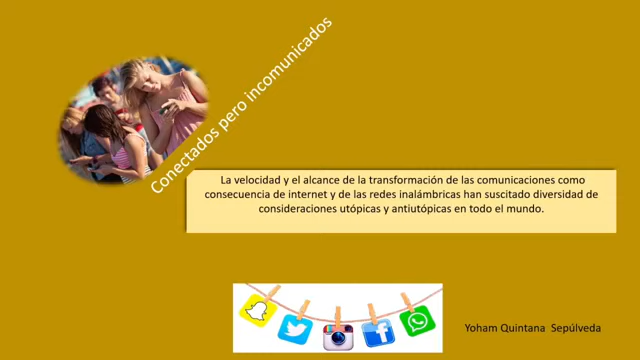 Conectados pero incomunicados
La velocidad y el alcance de la transformación de las comunicaciones como
consecuencia de internet y de las redes inalámbricas han suscitado diversidad de
consideraciones utópicas y antiutópicas en todo el mundo.
Yoham Quintana  Sepúlveda